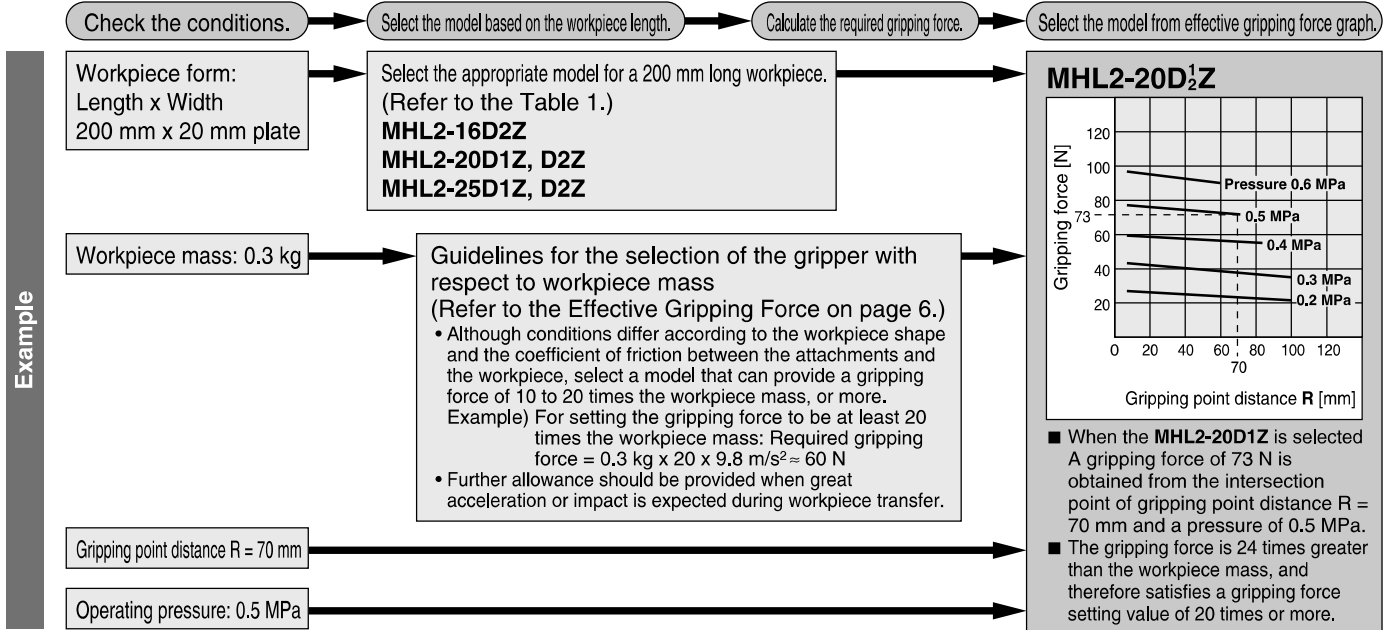 Check the conditions.
Select the model based on the workpiece length.
Calculate the required gripping force.
Select the model from effective gripping force graph.
Example
Workpiece form:
Length x Width
200 mm x 20 mm plate
Select the appropriate model for a 200 mm long workpiece.
(Refer to the Table 1.)
MHL2-16D2Z
MHL2-20D1Z, D2Z
MHL2-25D1Z, D2Z
Workpiece mass: 0.3 kg
Guidelines for the selection of the gripper with
respect to workpiece mass
(Refer to the Effective Gripping Force on page 6.)
• Although conditions differ according to the workpiece shape
and the coefficient of friction between the attachments and
the workpiece, select a model that can provide a gripping
force of 10 to 20 times the workpiece mass, or more.
Example) For setting the gripping force to be at least 20
times the workpiece mass: Required gripping
force = 0.3 kg x 20 x 9.8 m/s² ≈ 60 N
• Further allowance should be provided when great
acceleration or impact is expected during workpiece transfer.
Gripping point distance R = 70 mm
Operating pressure: 0.5 MPa
MHL2-20D½Z
Gripping force [N]
120
100
80
73
60
40
20
Pressure 0.6 MPa
0.5 MPa
0.4 MPa
0.3 MPa
0.2 MPa
0 20 40 60 80 100 120
70
Gripping point distance R [mm]
■ When the MHL2-20D1Z is selected
A gripping force of 73 N is
obtained from the intersection
point of gripping point distance R =
70 mm and a pressure of 0.5 MPa.
■ The gripping force is 24 times greater
than the workpiece mass, and
therefore satisfies a gripping force
setting value of 20 times or more.